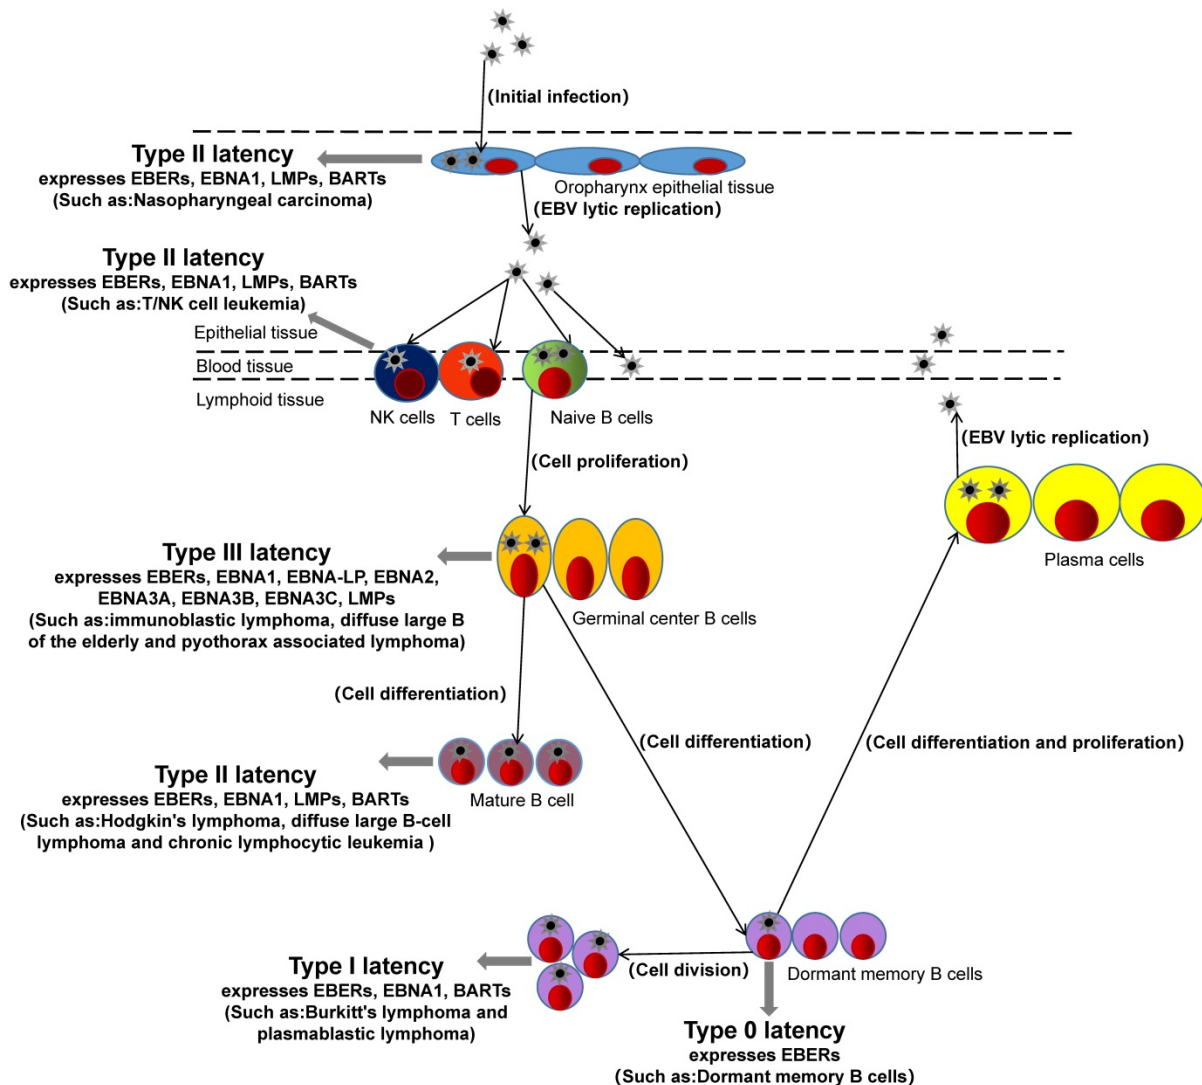 (Initial infection)
Type II latency
expresses EBERs, EBNA1, LMPs, BARTs
(Such as:Nasopharyngeal carcinoma)
Oropharynx epithelial tissue
(EBV lytic replication)
Type II latency
expresses EBERs, EBNA1, LMPs, BARTs
(Such as:T/NK cell leukemia)
Epithelial tissue
Blood tissue
Lymphoid tissue
NK cells
T cells
Naive B cells
(Cell proliferation)
(EBV lytic replication)
Plasma cells
Type III latency
expresses EBERs, EBNA1, EBNA-LP, EBNA2,
EBNA3A, EBNA3B, EBNA3C, LMPs
(Such as:immunoblastic lymphoma, diffuse large B
of the elderly and pyothorax associated lymphoma)
Germinal center B cells
(Cell differentiation)
(Cell differentiation)
(Cell differentiation and proliferation)
Type II latency
expresses EBERs, EBNA1, LMPs, BARTs
(Such as:Hodgkin's lymphoma, diffuse large B-cell
lymphoma and chronic lymphocytic leukemia )
Mature B cell
Type I latency
expresses EBERs, EBNA1, BARTs
(Such as:Burkitt's lymphoma and
plasmablastic lymphoma)
(Cell division)
Dormant memory B cells
Type 0 latency
expresses EBERs
(Such as:Dormant memory B cells)